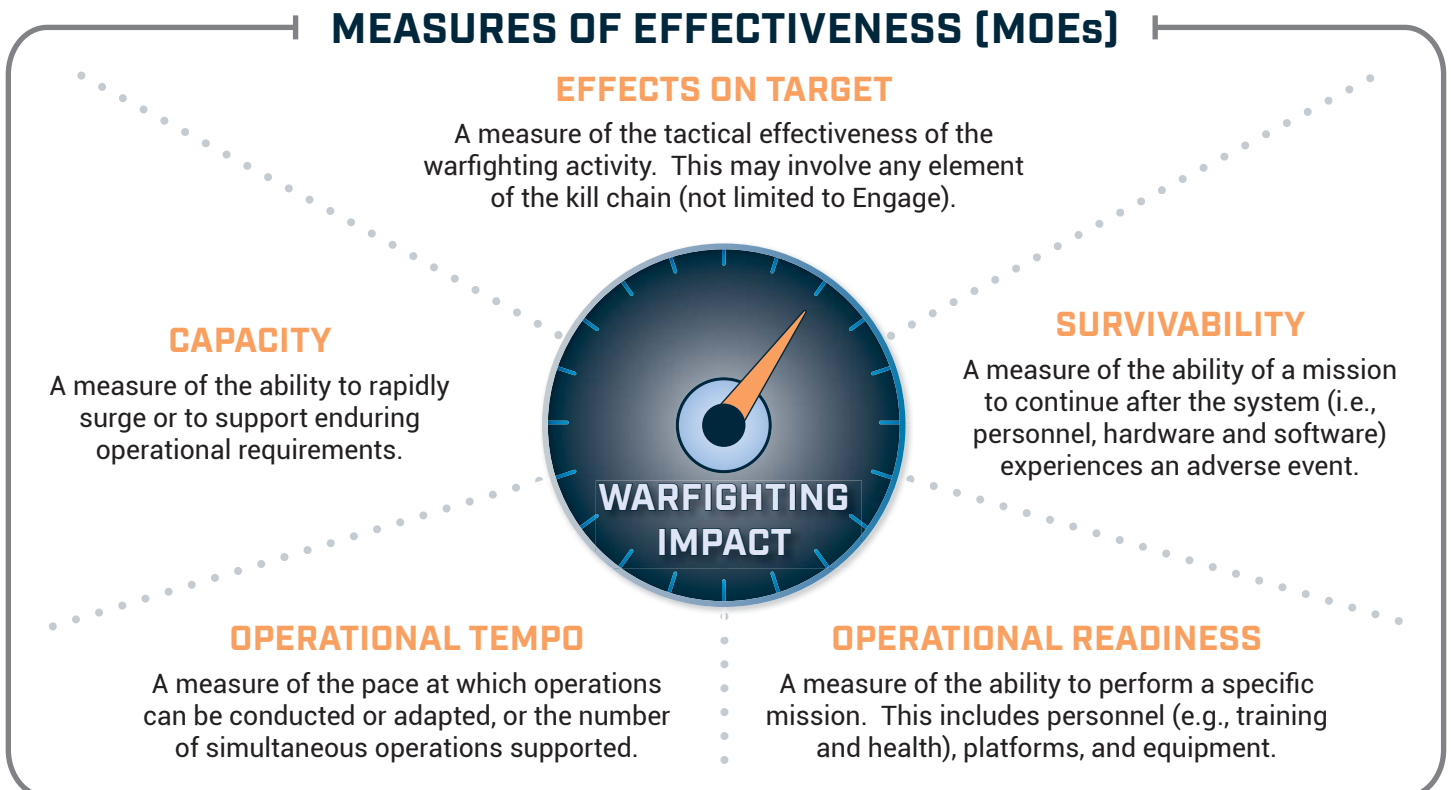 MEASURES OF EFFECTIVENESS (MOEs)
EFFECTS ON TARGET
A measure of the tactical effectiveness of the
warfighting activity.  This may involve any element
of the kill chain (not limited to Engage).
CAPACITY
A measure of the ability to rapidly
surge or to support enduring
operational requirements.
SURVIVABILITY
A measure of the ability of a mission
to continue after the system (i.e.,
personnel, hardware and software)
experiences an adverse event.
WARFIGHTING
IMPACT
OPERATIONAL TEMPO
A measure of the pace at which operations
can be conducted or adapted, or the number
of simultaneous operations supported.
OPERATIONAL READINESS
A measure of the ability to perform a specific
mission.  This includes personnel (e.g., training
and health), platforms, and equipment.